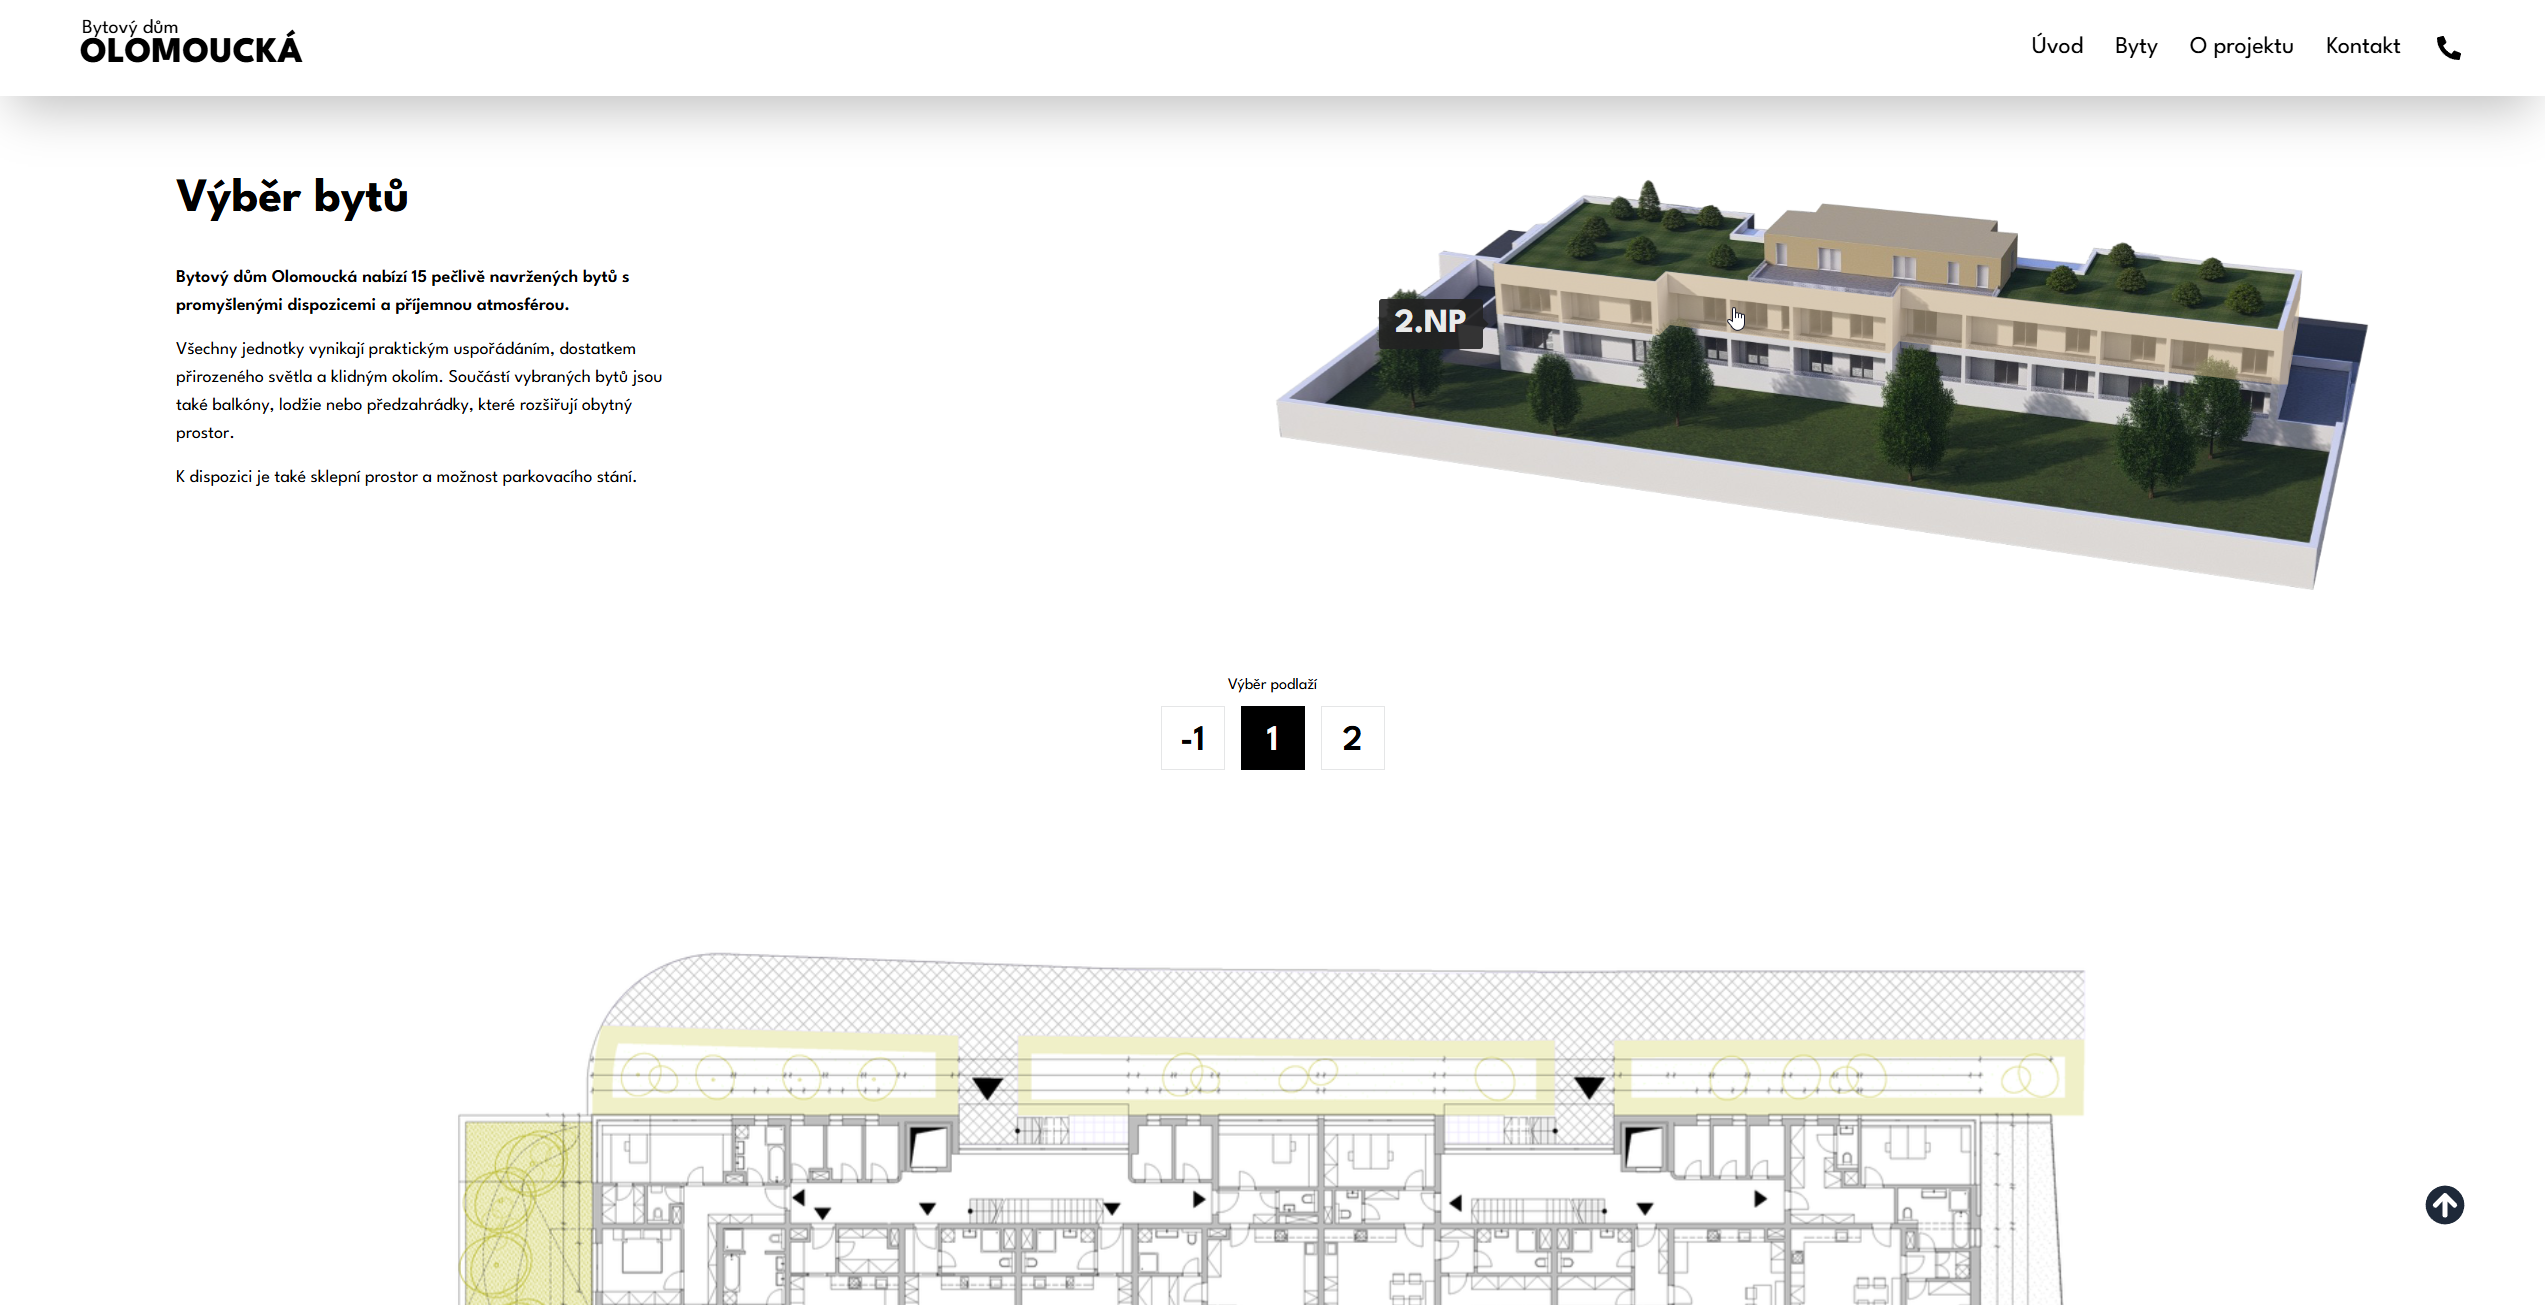 Bytový dům
OLOMOUCKÁ
Úvod Byty O projektu Kontakt
Výběr bytů
Bytový dům Olomoucká nabízí 15 pečlivě navržených bytů s
promyšlenými dispozicemi a příjemnou atmosférou.
Všechny jednotky vynikají praktickým uspořádáním, dostatkem
přirozeného světla a klidným okolím. Součástí vybraných bytů jsou
také balkóny, lodžie nebo předzahrádky, které rozšiřují obytný
prostor.
K dispozici je také sklepní prostor a možnost parkovacího stání.
2.NP
Výběr podlaží
-1 1 2